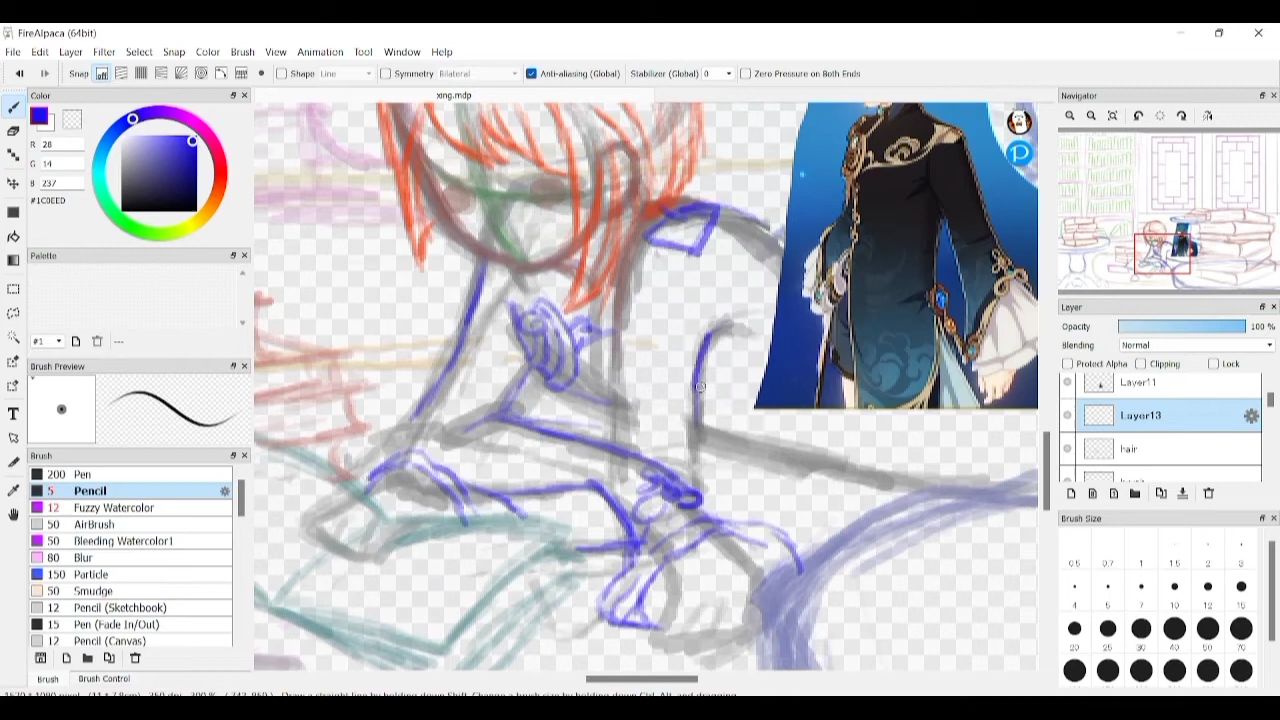 FireAlpaca (64bit)
File Edit Layer Filter Select Snap Color Brush View Animation Tool Window Help
Snap off Shape Line Symmetry Bilateral Anti-aliasing (Global) Stabilizer (Global) 0 Zero Pressure on Both Ends
Color
xing.mdp
Navigator
R 28
G 14
B 237
#1C0EED
Palette
#1
Brush Preview
Layer
Opacity 100 %
Blending Normal
Protect Alpha Clipping Lock
Layer11
Layer13
hair
Brush
200 Pen
5 Pencil
12 Fuzzy Watercolor
50 AirBrush
50 Bleeding Watercolor1
80 Blur
150 Particle
50 Smudge
12 Pencil (Sketchbook)
15 Pen (Fade In/Out)
12 Pencil (Canvas)
Brush Size
0.5 0.7 1 1.5 2 3
4 5 7 10 12 15
20 25 30 40 50 70
Brush Brush Control